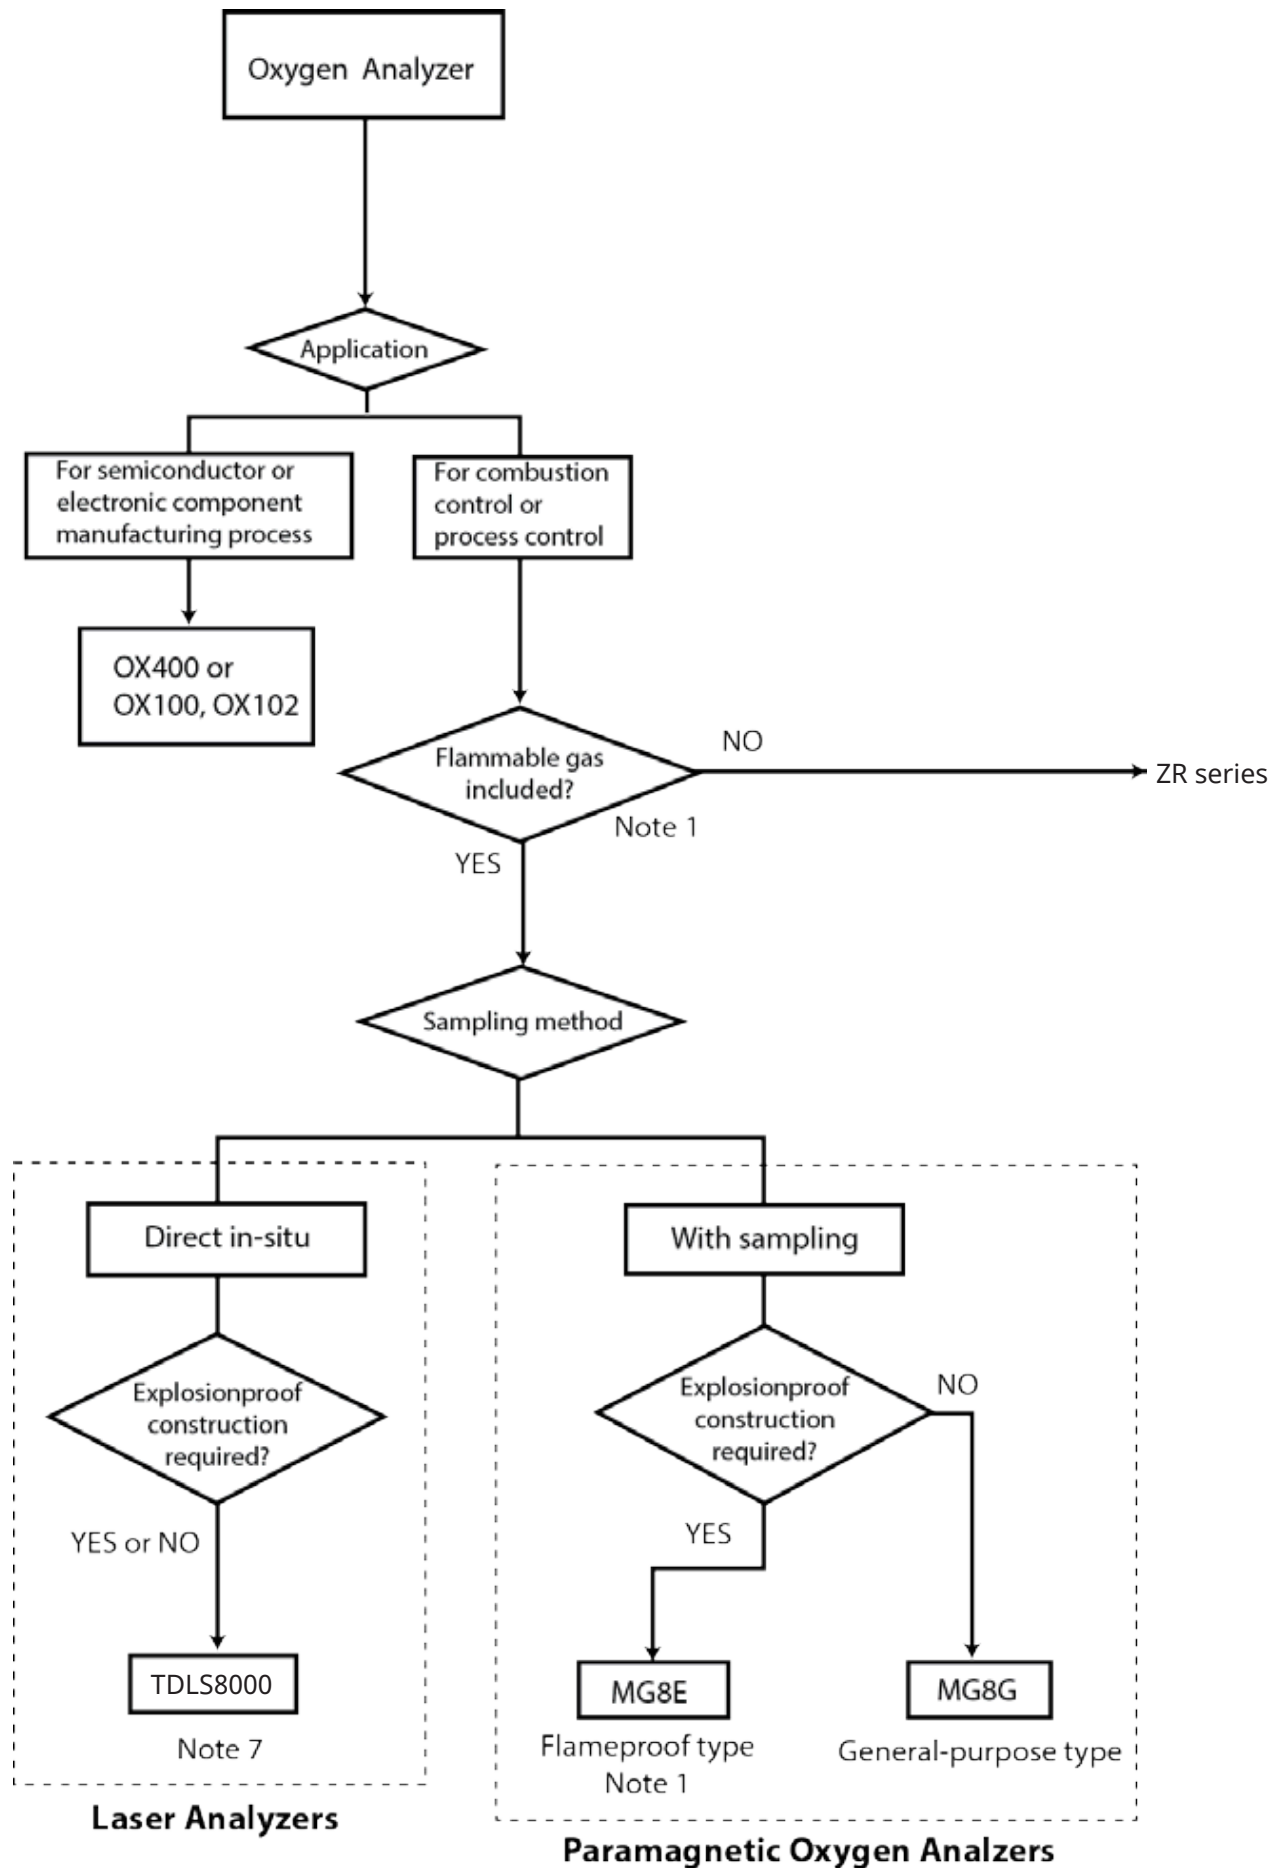 Oxygen Analyzer
Application
For semiconductor or
electronic component
manufacturing process
For combustion
control or
process control
OX400 or
OX100, OX102
Flammable gas
included?
NO
ZR series
Note 1
YES
Sampling method
Direct in-situ
With sampling
Explosionproof
construction
required?
Explosionproof
construction
required?
NO
YES or NO
YES
TDLS8000
MG8E
MG8G
Note 7
Flameproof type
Note 1
General-purpose type
Laser Analyzers
Paramagnetic Oxygen Analzers